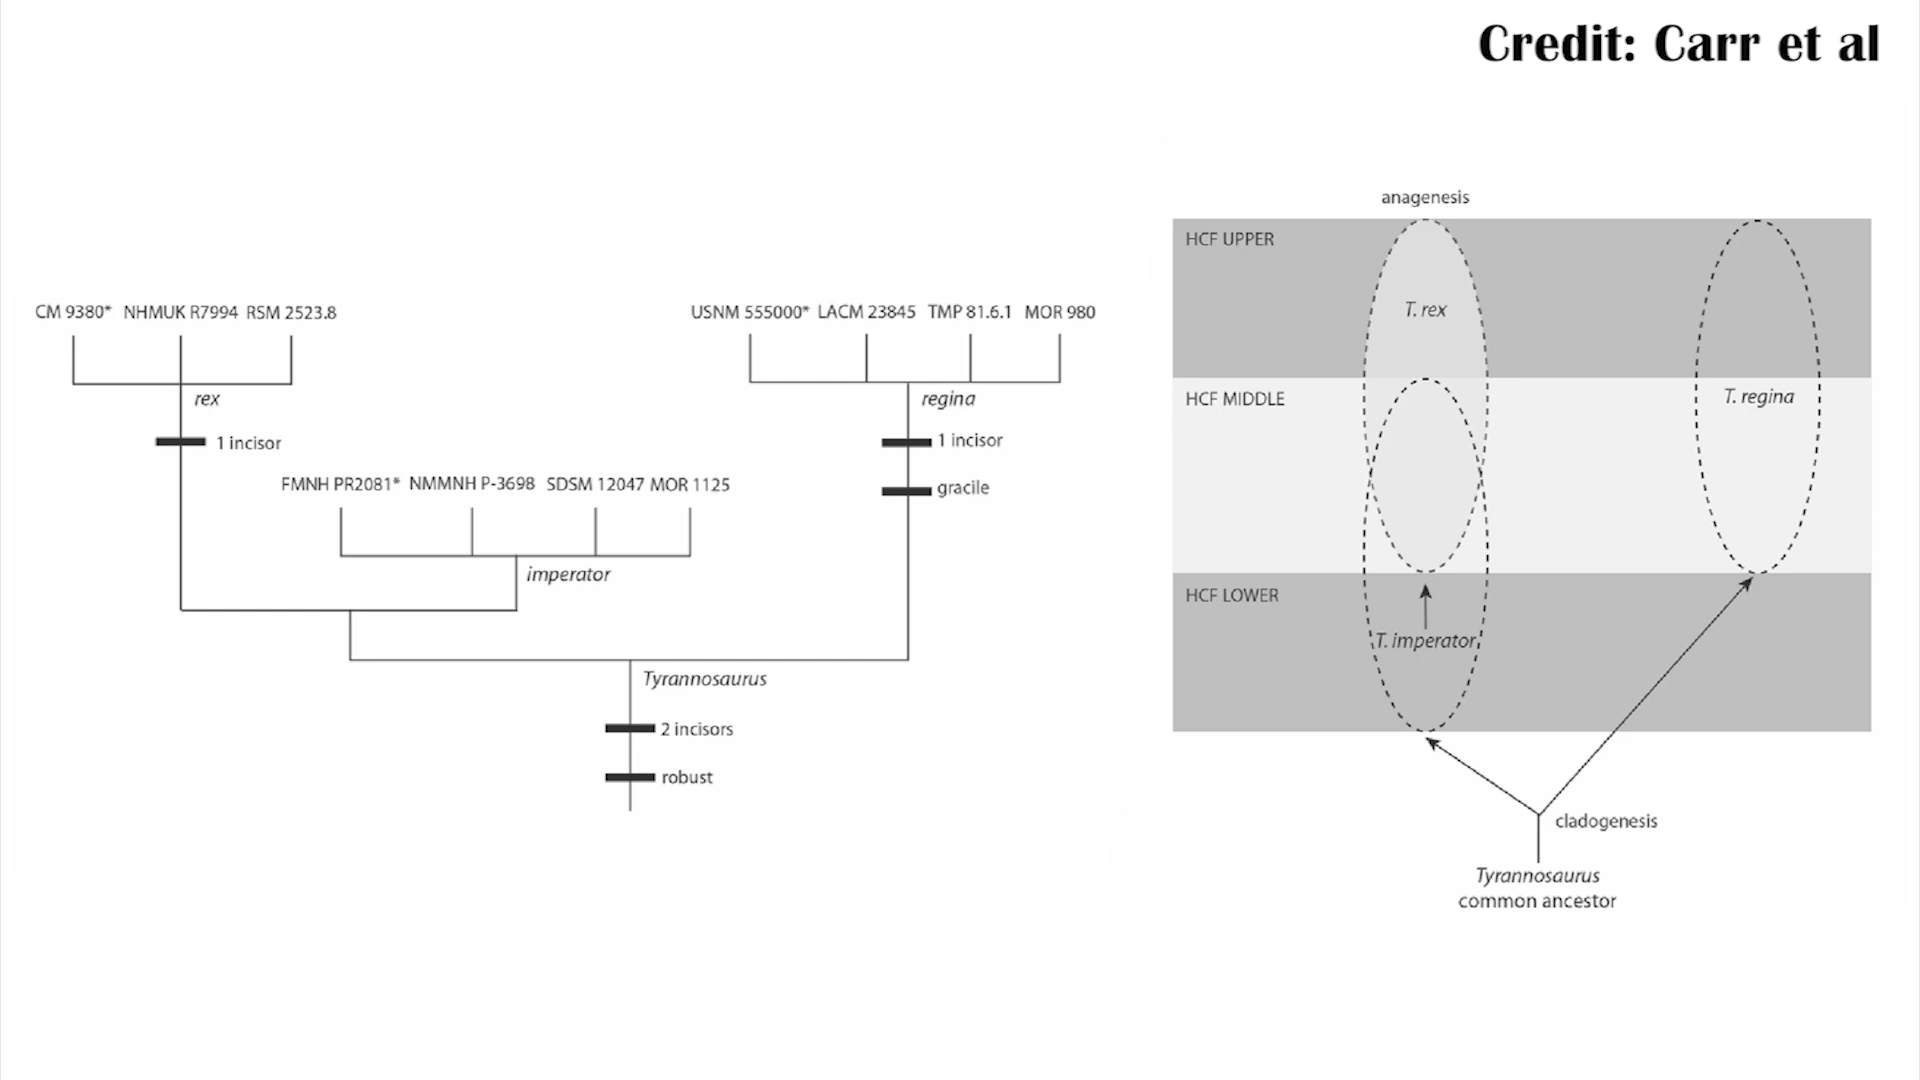 Credit: Carr et al
CM 9380* NHMUK R7994 RSM 2523.8
rex
1 incisor
FMNH PR2081* NMMNH P-3698 SDSM 12047 MOR 1125
imperator
USNM 555000* LACM 23845 TMP 81.6.1 MOR 980
regina
1 incisor
gracile
Tyrannosaurus
2 incisors
robust
anagenesis
HCF UPPER
T. rex
HCF MIDDLE
T. regina
HCF LOWER
T. imperator
cladogenesis
Tyrannosaurus
common ancestor